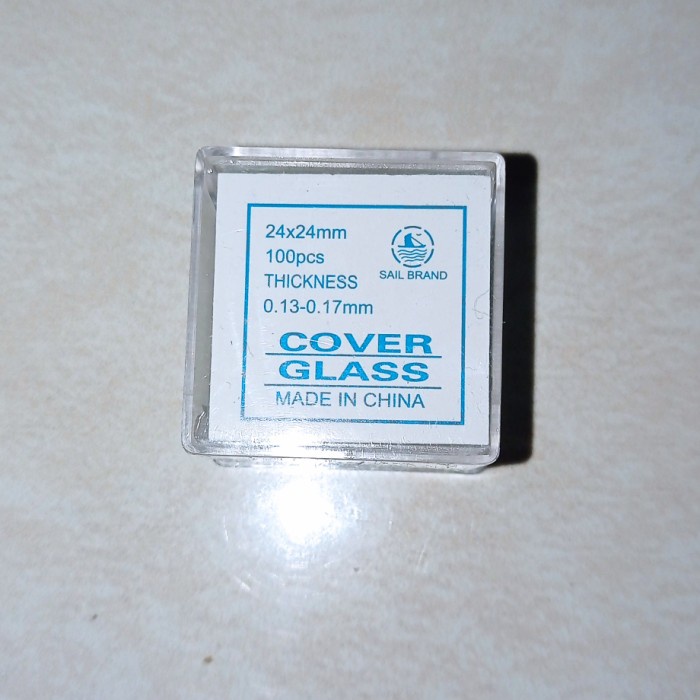 24x24mm
100pcs
THICKNESS
0.13-0.17mm
SAIL BRAND
COVER
GLASS
MADE IN CHINA